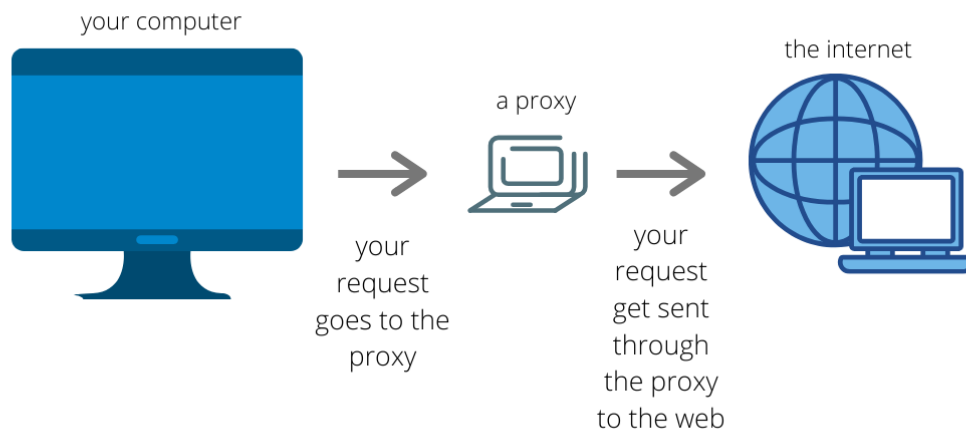 your computer
the internet
a proxy
your
request
goes to the
proxy
your
request
get sent
through
the proxy
to the web